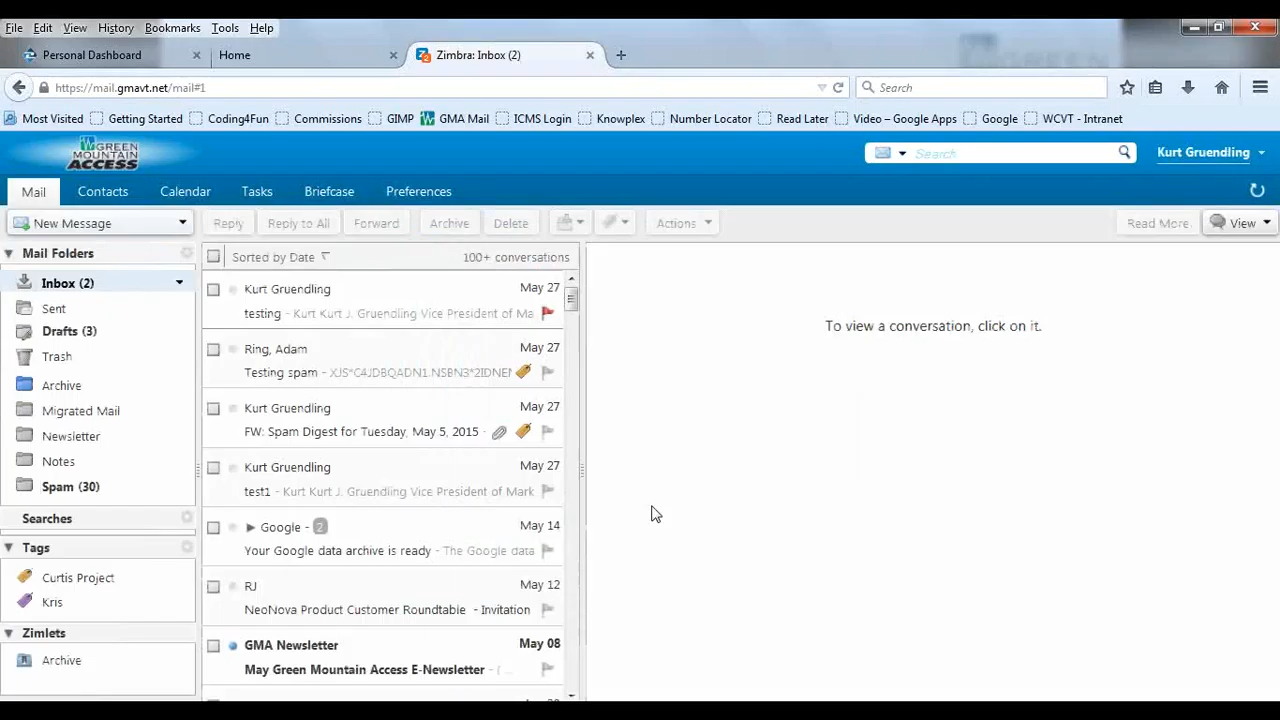 File Edit View History Bookmarks Tools Help
Personal Dashboard Home Zimbra: Inbox (2)
https://mail.gmavt.net/mail#1 Search
Most Visited Getting Started Coding4Fun Commissions GIMP GMA Mail ICMS Login Knowplex Number Locator Read Later Video – Google Apps Google WCVT - Intranet
GREEN MOUNTAIN ACCESS Search Kurt Gruendling
Mail Contacts Calendar Tasks Briefcase Preferences
New Message Reply Reply to All Forward Archive Delete Actions Read More View
Mail Folders
Inbox (2)
Sent
Drafts (3)
Trash
Archive
Migrated Mail
Newsletter
Notes
Spam (30)
Searches
Tags
Curtis Project
Kris
Zimlets
Archive
Sorted by Date 100+ conversations
Kurt Gruendling May 27
testing - Kurt Kurt J. Gruendling Vice President of Ma
Ring, Adam May 27
Testing spam - XJS*C4JDBQADN1.NSBN3*2IDNEN
Kurt Gruendling May 27
FW: Spam Digest for Tuesday, May 5, 2015 -
Kurt Gruendling May 27
test1 - Kurt Kurt J. Gruendling Vice President of Mark
Google - 2 May 14
Your Google data archive is ready - The Google data
RJ May 12
NeoNova Product Customer Roundtable - Invitation
GMA Newsletter May 08
May Green Mountain Access E-Newsletter - (...
To view a conversation, click on it.